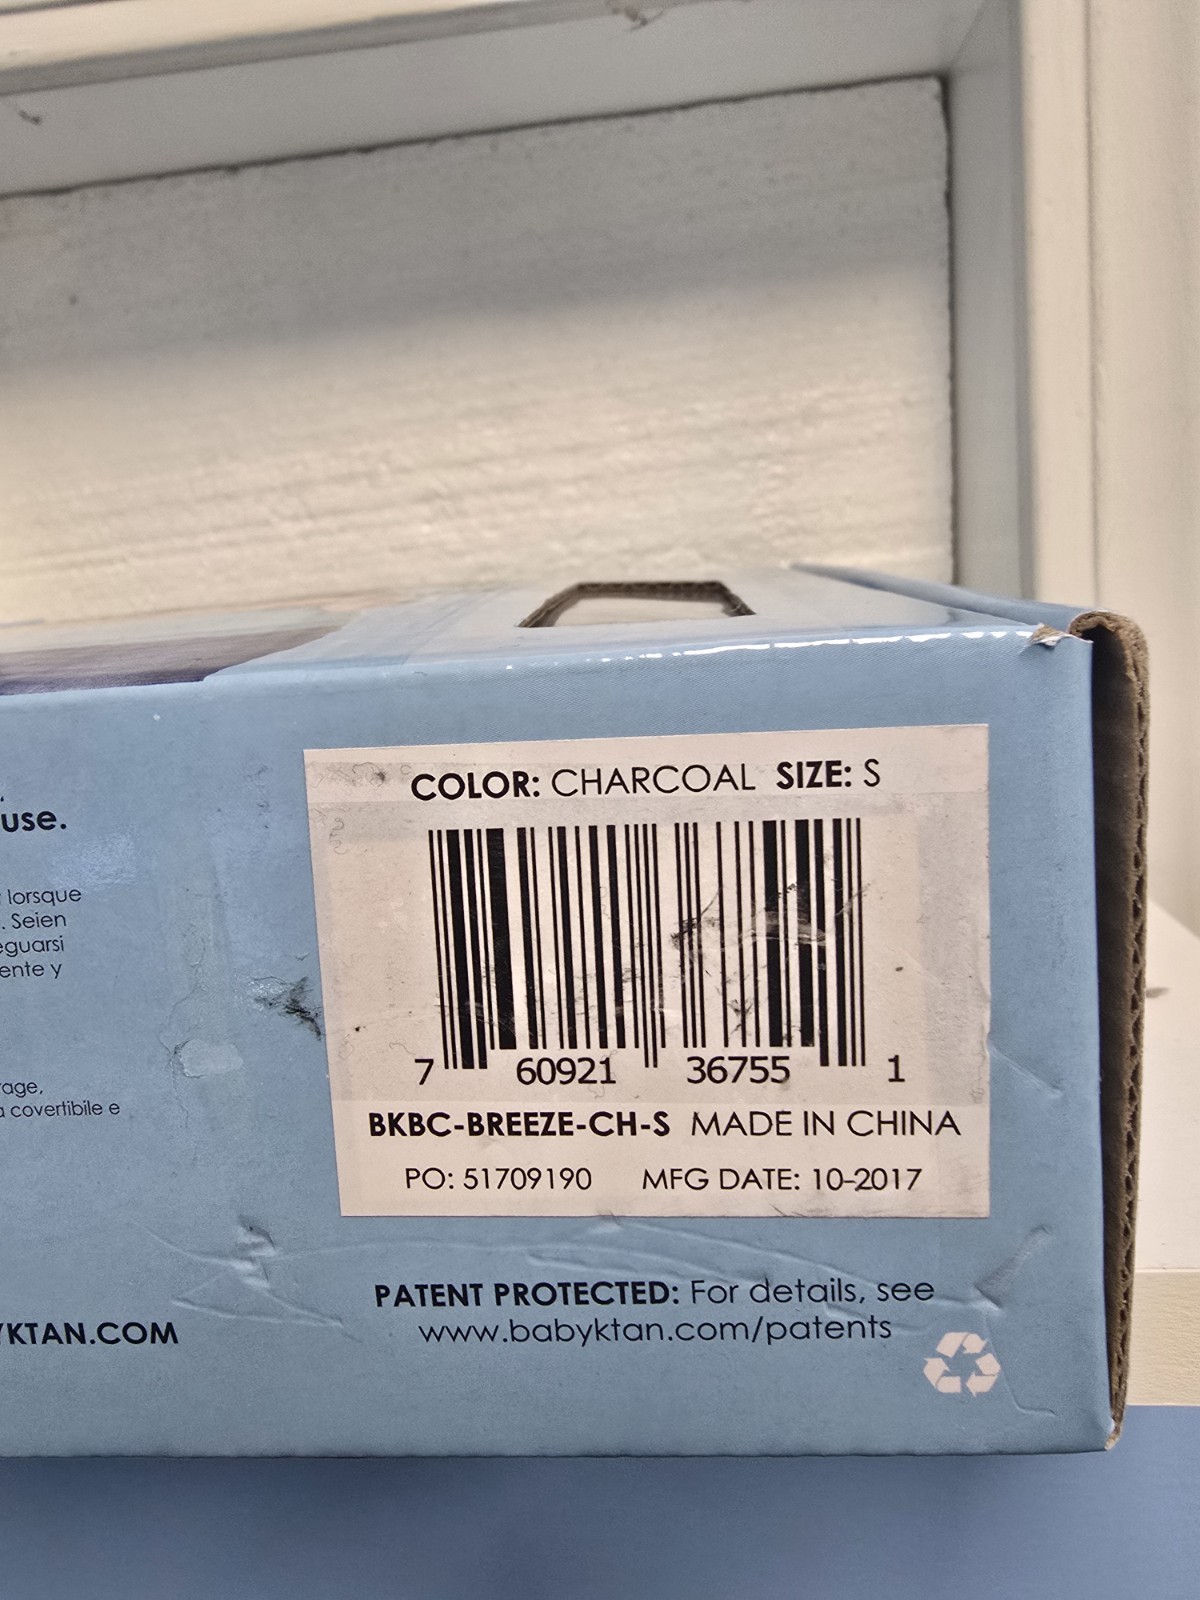 use.
lorsque
. Seien
eguarsi
ente y
rage,
a covertibile e
YKTAN.COM
COLOR: CHARCOAL SIZE: S
7 60921 36755 1
BKBC-BREEZE-CH-S MADE IN CHINA
PO: 51709190 MFG DATE: 10-2017
PATENT PROTECTED: For details, see
www.babyktan.com/patents